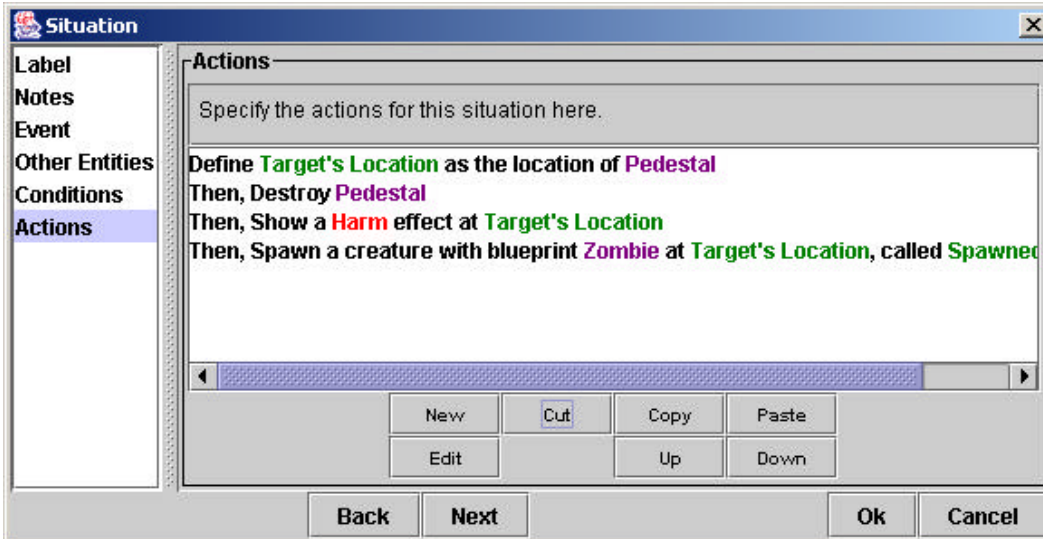 Situation
Label
Notes
Event
Other Entities
Conditions
Actions
Actions
Specify the actions for this situation here.
Define Target's Location as the location of Pedestal
Then, Destroy Pedestal
Then, Show a Harm effect at Target's Location
Then, Spawn a creature with blueprint Zombie at Target's Location, called Spawned
New
Cut
Copy
Paste
Edit
Up
Down
Back
Next
Ok
Cancel